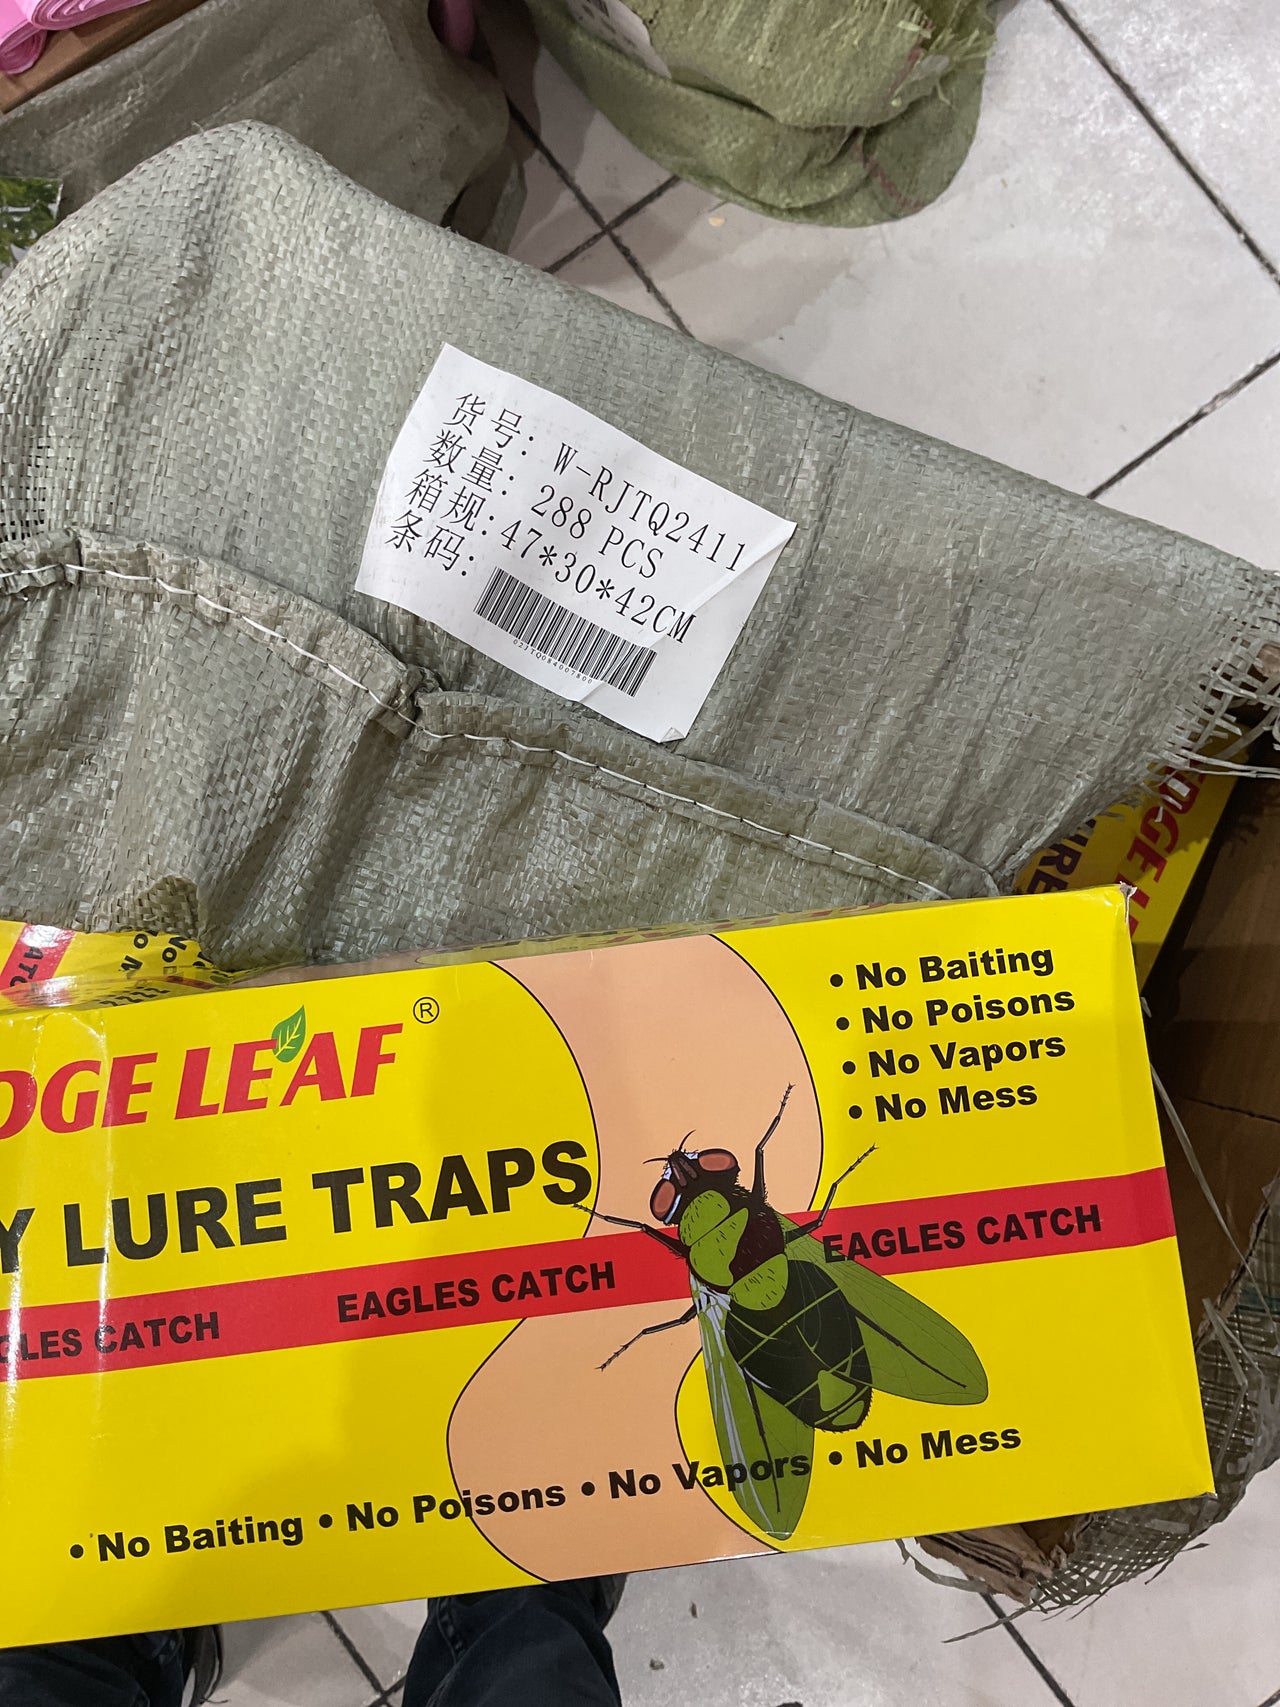 货号: W-RJTQ2411
数量: 288 PCS
箱规: 47*30*42CM
条码:
DGE LEAF ®
Y LURE TRAPS
• No Baiting
• No Poisons
• No Vapors
• No Mess
GLES CATCH EAGLES CATCH EAGLES CATCH
• No Baiting • No Poisons • No Vapors • No Mess